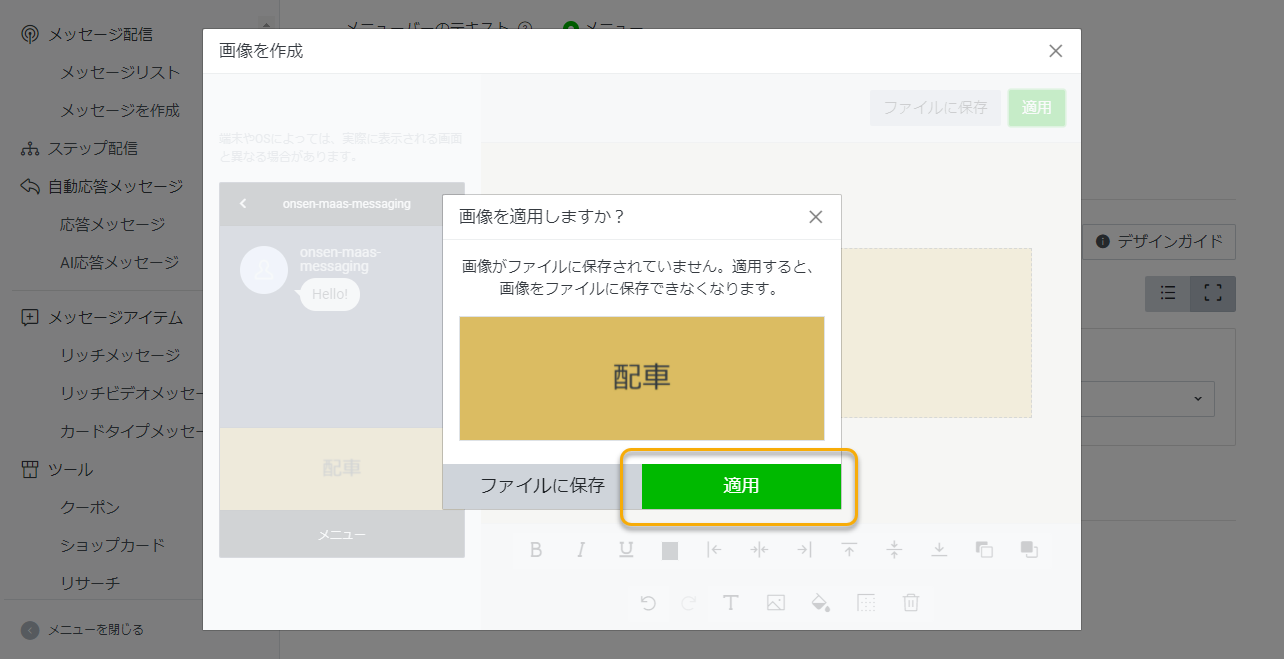 メッセージ配信
メッセージリスト
メッセージを作成
ステップ配信
自動応答メッセージ
応答メッセージ
AI応答メッセージ
メッセージアイテム
リッチメッセージ
リッチビデオメッセー
カードタイプメッセー
ツール
クーポン
ショップカード
リサーチ
メニューを閉じる
メニューバーのテキスト
メニュー
デザインガイド
画像を作成
ファイルに保存
適用
端末やOSによっては、実際に表示される画面
と異なる場合があります。
onsen-maas-messaging
onsen-maas-
messaging
Hello!
配車
メニュー
画像を適用しますか？
画像がファイルに保存されていません。適用すると、
画像をファイルに保存できなくなります。
配車
ファイルに保存
適用
B I U
T